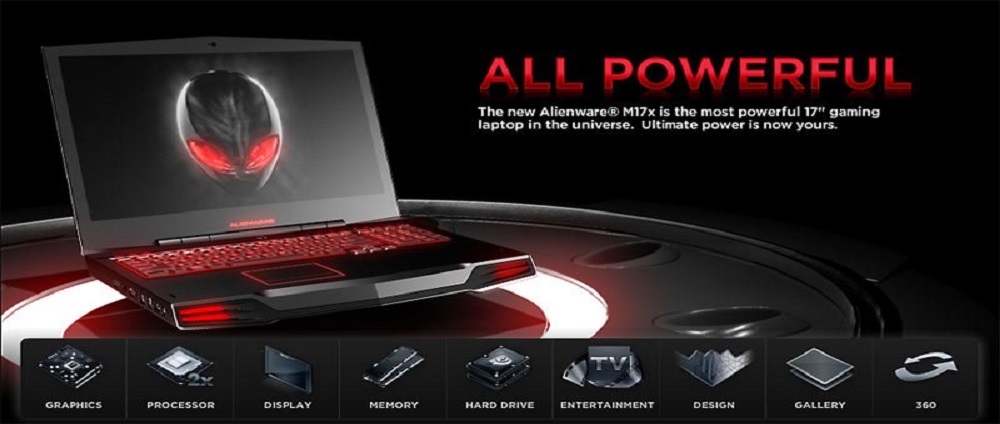 ALL POWERFUL
The new Alienware® M17x is the most powerful 17" gaming
laptop in the universe. Ultimate power is now yours.
ALIENWARE
2x
TV
GRAPHICS
PROCESSOR
DISPLAY
MEMORY
HARD DRIVE
ENTERTAINMENT
DESIGN
GALLERY
360